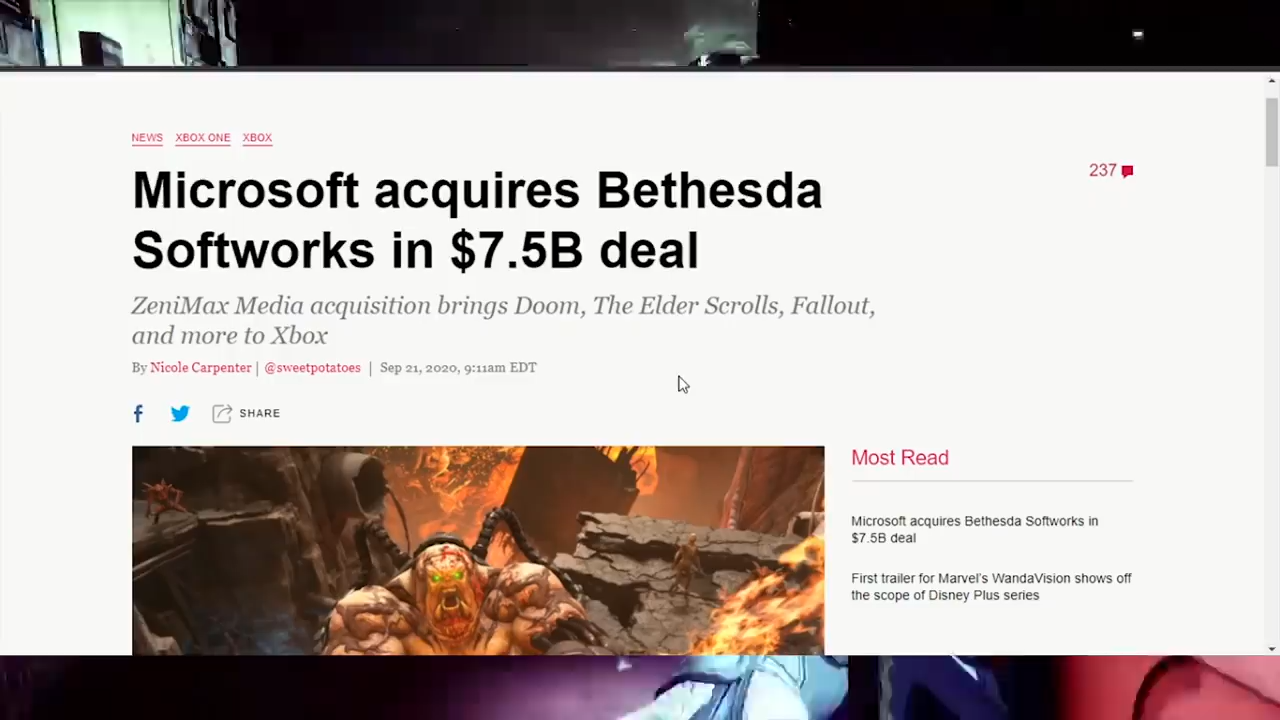 NEWS XBOX ONE XBOX
237
Microsoft acquires Bethesda
Softworks in $7.5B deal
ZeniMax Media acquisition brings Doom, The Elder Scrolls, Fallout,
and more to Xbox
By Nicole Carpenter | @sweetpotatoes | Sep 21, 2020, 9:11am EDT
SHARE
Most Read
Microsoft acquires Bethesda Softworks in
$7.5B deal
First trailer for Marvel's WandaVision shows off
the scope of Disney Plus series